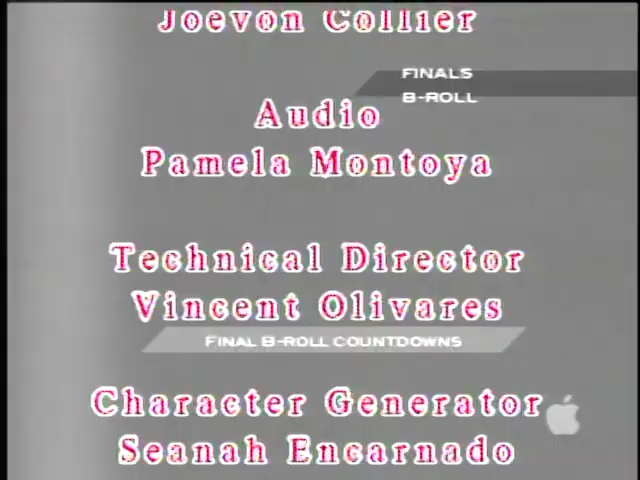 Joevon Collier
FINALS
B-ROLL
Audio
Pamela Montoya
Technical Director
Vincent Olivares
FINAL B-ROLL COUNTDOWNS
Character Generator
Seanah Encarnado